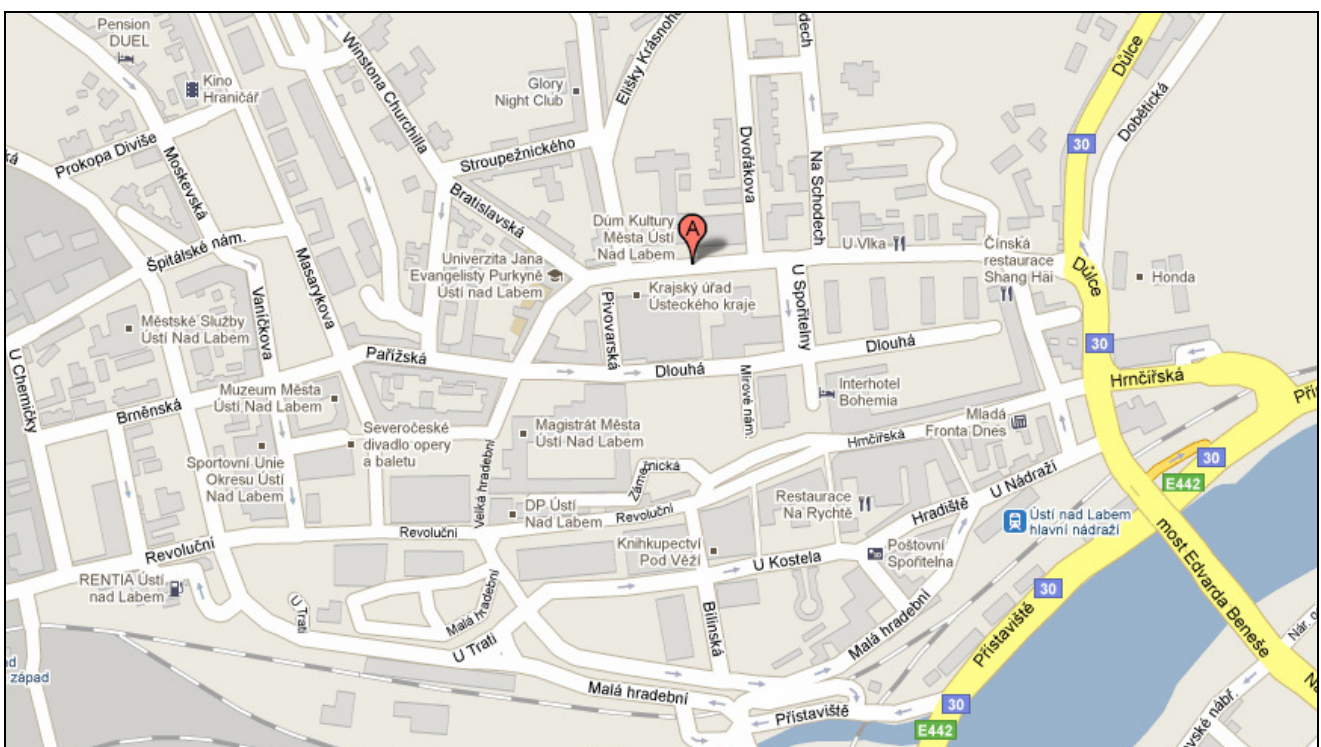 Pension
DUEL
Kino
Hraničář
Winstona Churchilla
Glory
Night Club
Elišky Krásnoho
dech
Důlce
Dobětická
30
Prokopa Diviše
Moskevská
Stroupežnického
Dvořákova
Na Schodech
Bratislavská
Dům Kultury
Města Ústí
Nad Labem
A
U Vlka
Čínská
restaurace
Shang Hai
Důlce
Honda
Špitálské nám.
Masarykova
Univerzita Jana
Evangelisty Purkyně
Ústí nad Labem
Krajský úřad
Ústeckého kraje
Pivovarská
U Spořitelny
Vaníčkova
Městské Služby
Ústí Nad Labem
U Chemičky
Pařížská
Dlouhá
Dlouhá
30
Hrnčířská
Brněnská
Muzeum Města
Ústí Nad Labem
Mírové nám.
Interhotel
Bohemia
Mladá
Fronta Dnes
Severočeské
divadlo opery
a baletu
Magistrát Města
Ústí Nad Labem
Hrnčířská
Sportovní Unie
Okresu Ústí
Nad Labem
Velká hradební
Zámečnická
30
E442
U Nádraží
DP Ústí
Nad Labem
Revoluční
Restaurace
Na Rychtě
Hradiště
Ústí nad Labem
hlavní nádraží
Revoluční
Revoluční
Knihkupectví
Pod Věží
U Kostela
Poštovní
Spořitelna
most Edvarda Beneše
RENTIA Ústí
nad Labem
U Trati
Malá hradební
Malá hradební
Bílinská
30
Malá hradební
Přístaviště
U Trati
západ
Malá hradební
Přístaviště
30
E442